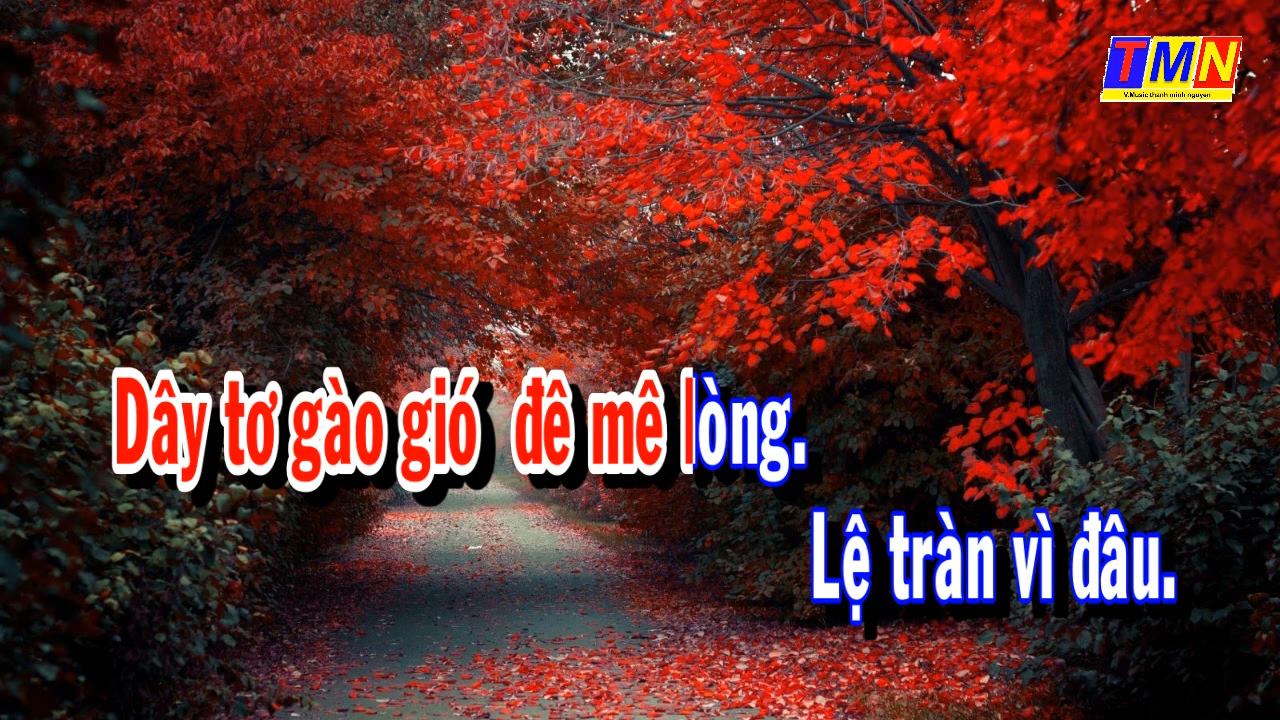 TMN
V.Music thanh minh nguyen
Dây tơ gào gió đê mê lòng.
Lệ tràn vì đâu.